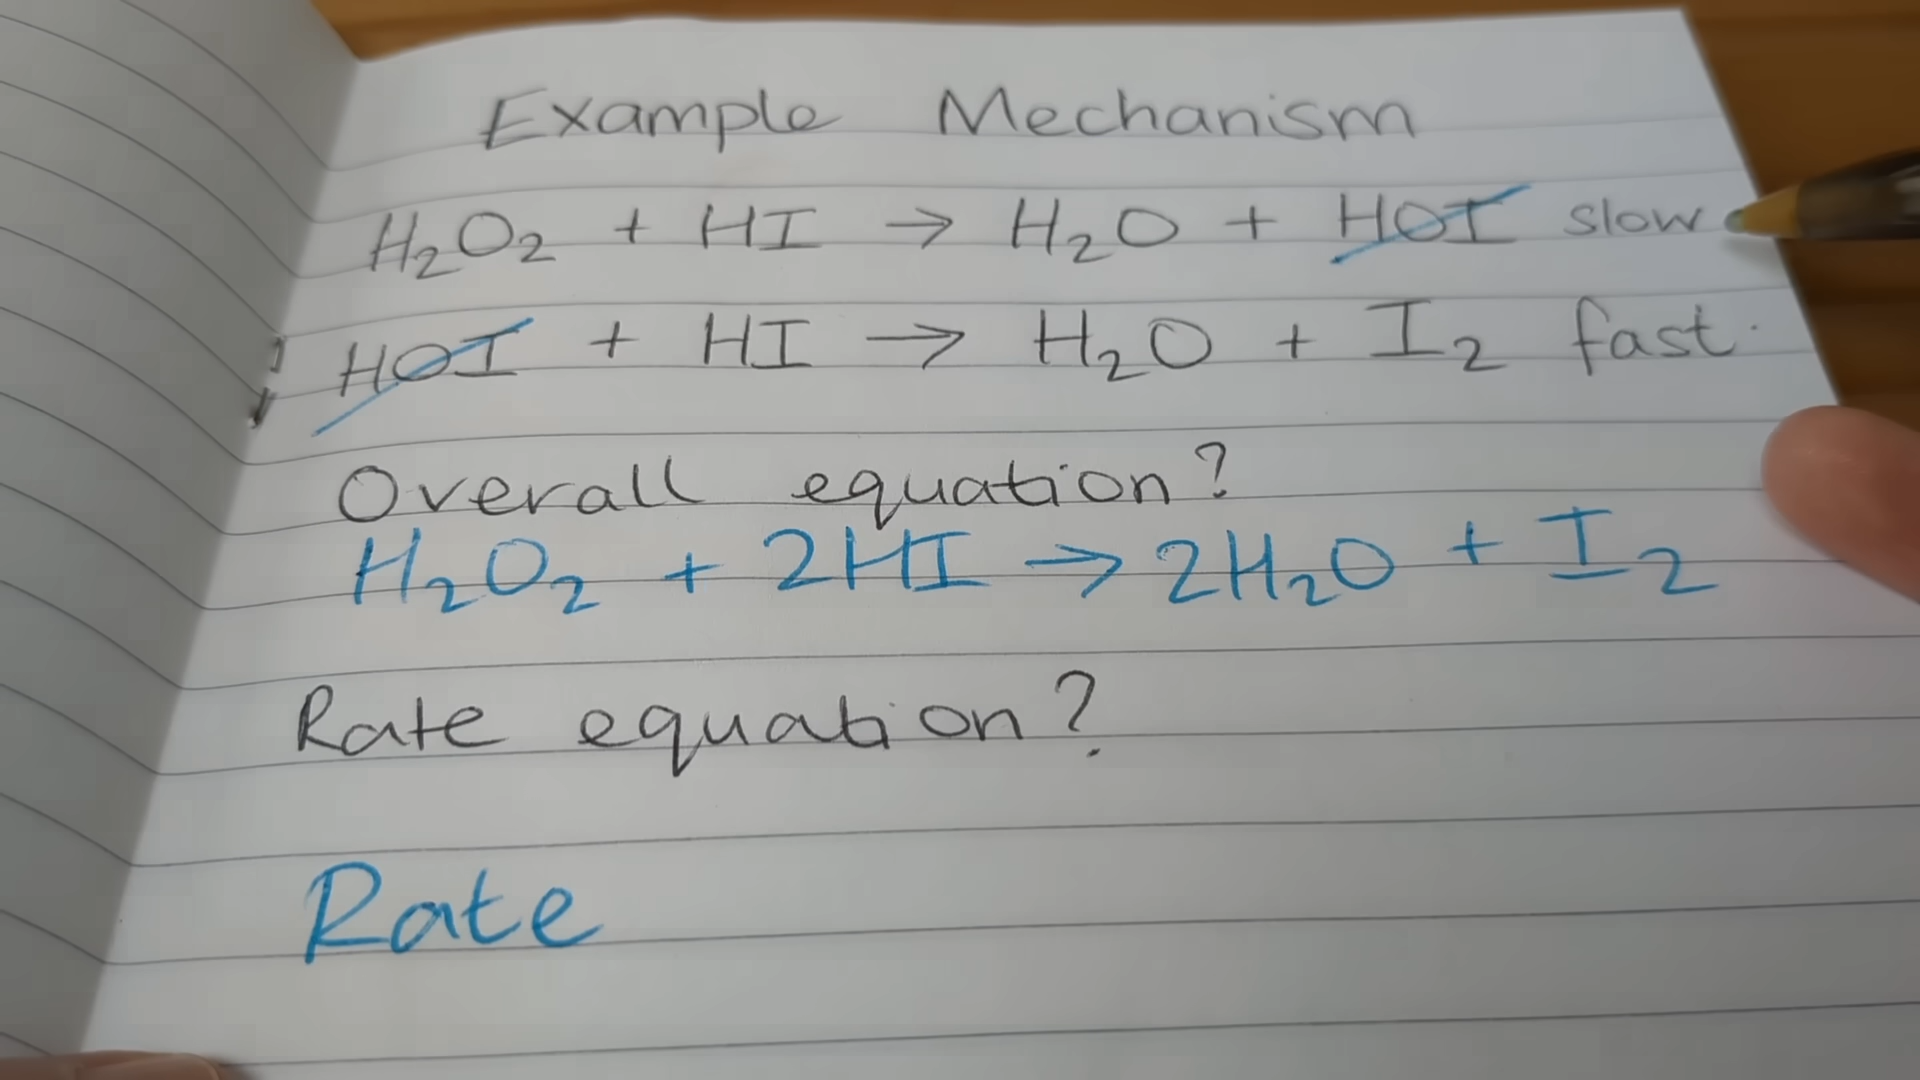 Example Mechanism
H₂O₂ + HI → H₂O + HOI slow
HOI + HI → H₂O + I₂ fast.
Overall equation?
H₂O₂ + 2HI → 2H₂O + I₂
Rate equation?
Rate